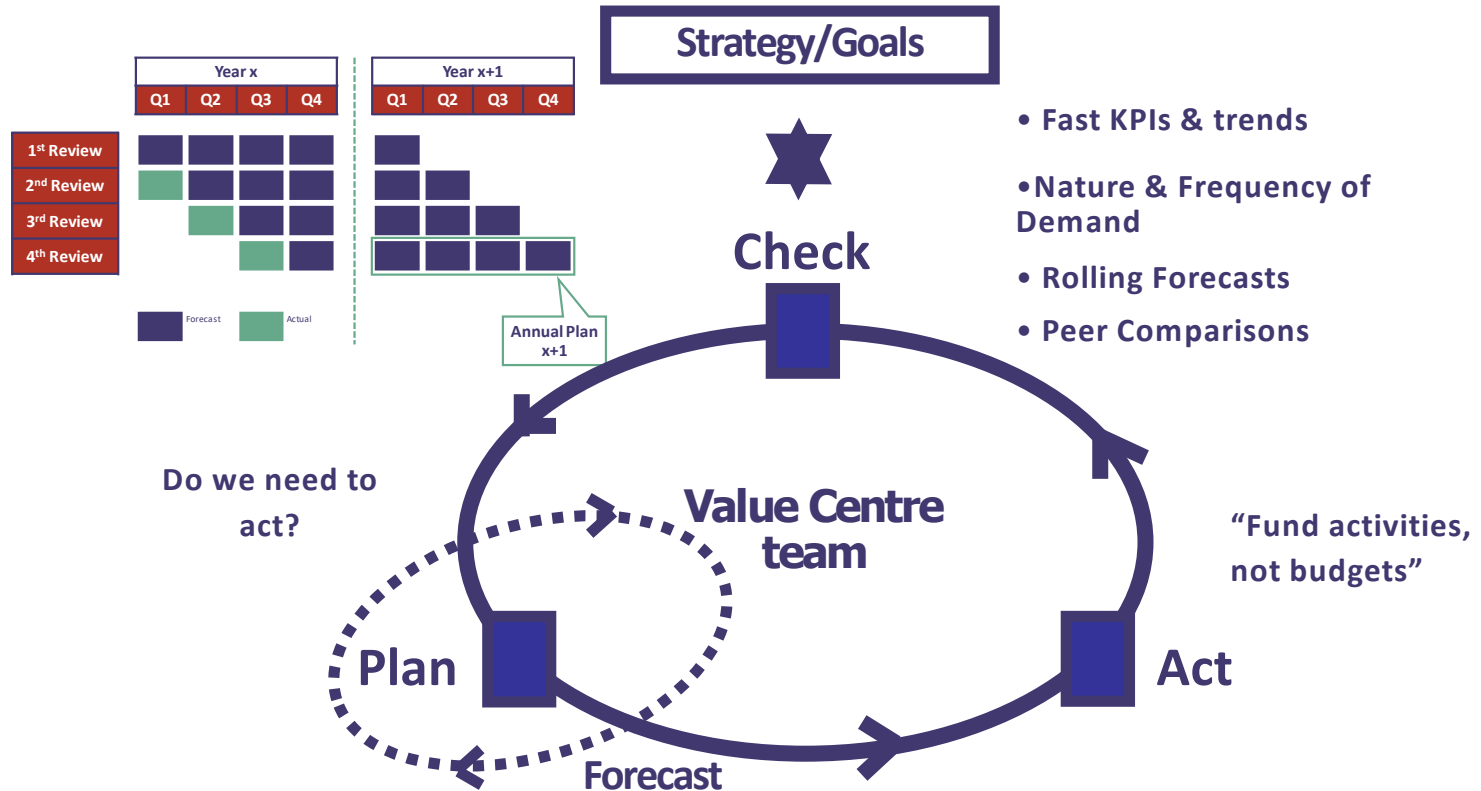 Strategy/Goals
Year x
Year x+1
Q1 Q2 Q3 Q4
Q1 Q2 Q3 Q4
1st Review
2nd Review
3rd Review
4th Review
Forecast
Actual
Annual Plan
x+1
• Fast KPIs & trends
•Nature & Frequency of
Demand
• Rolling Forecasts
• Peer Comparisons
Check
Do we need to
act?
Value Centre
team
“Fund activities,
not budgets”
Plan
Act
Forecast